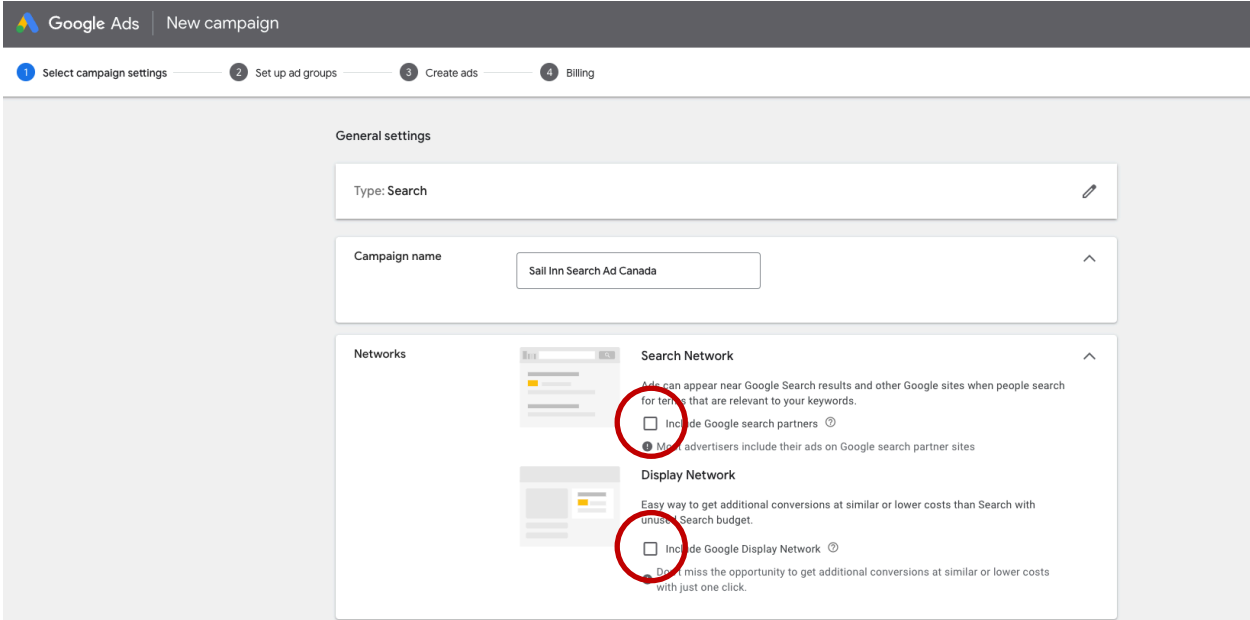 Google Ads New campaign
1 Select campaign settings 2 Set up ad groups 3 Create ads 4 Billing
General settings
Type: Search
Campaign name
Sail Inn Search Ad Canada
Networks
Search Network
Ads can appear near Google Search results and other Google sites when people search
for terms that are relevant to your keywords.
Include Google search partners
Most advertisers include their ads on Google search partner sites
Display Network
Easy way to get additional conversions at similar or lower costs than Search with
unused Search budget.
Include Google Display Network
Don't miss the opportunity to get additional conversions at similar or lower costs
with just one click.